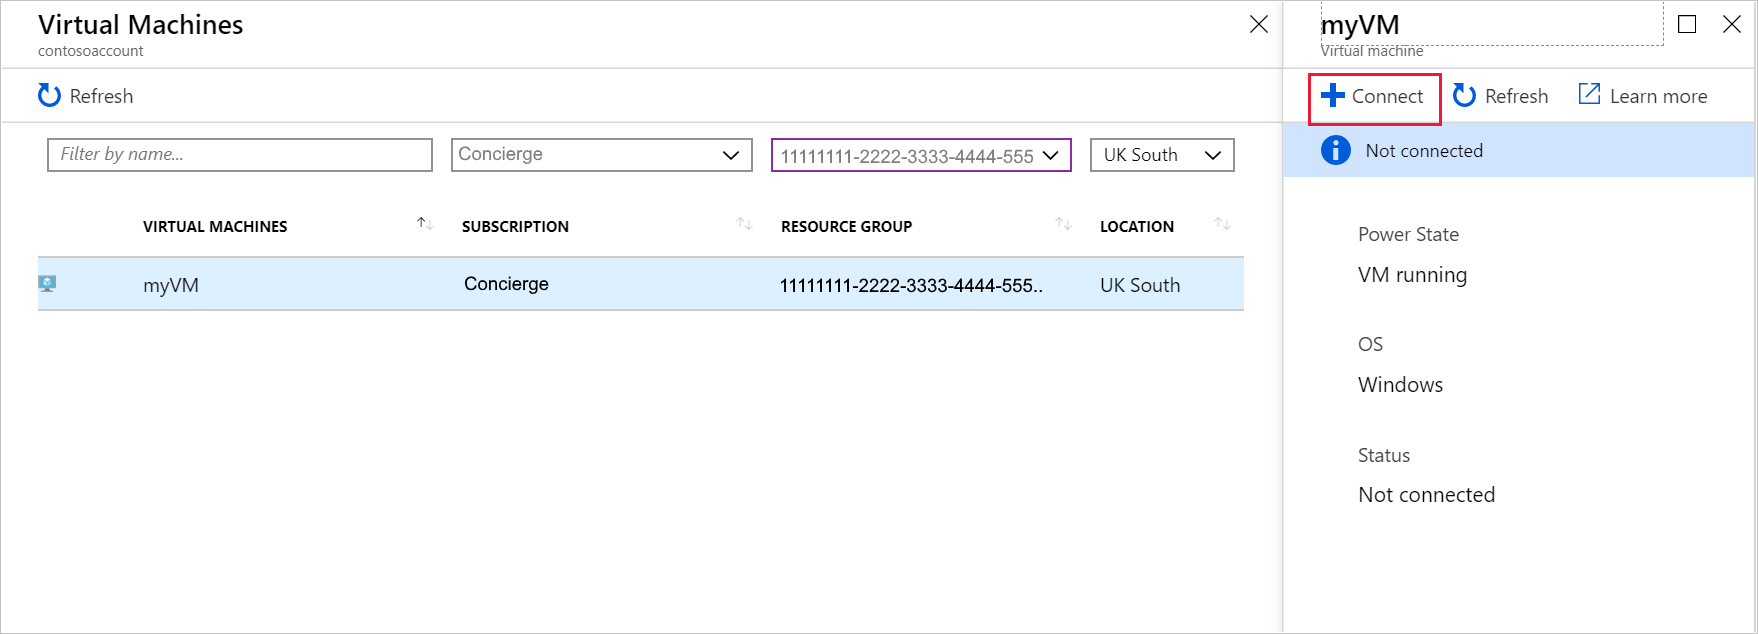 Virtual Machines
contosoaccount
Refresh
Filter by name...
Concierge
11111111-2222-3333-4444-555
UK South
VIRTUAL MACHINES
SUBSCRIPTION
RESOURCE GROUP
LOCATION
myVM
Concierge
11111111-2222-3333-4444-555..
UK South
myVM
Virtual machine
Connect
Refresh
Learn more
Not connected
Power State
VM running
OS
Windows
Status
Not connected